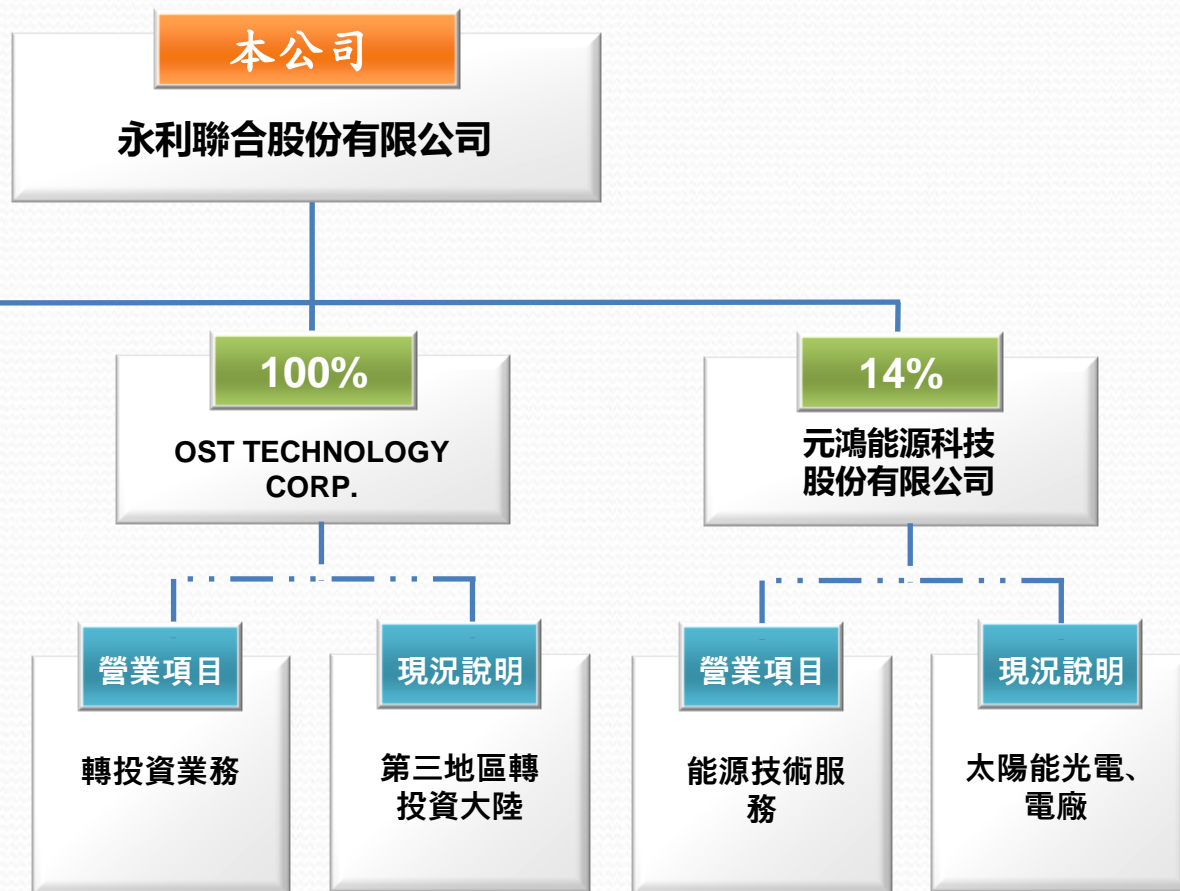 本公司
永利聯合股份有限公司
100%
OST TECHNOLOGY
CORP.
14%
元鴻能源科技
股份有限公司
營業項目
轉投資業務
現況說明
第三地區轉
投資大陸
營業項目
能源技術服
務
現況說明
太陽能光電、
電廠